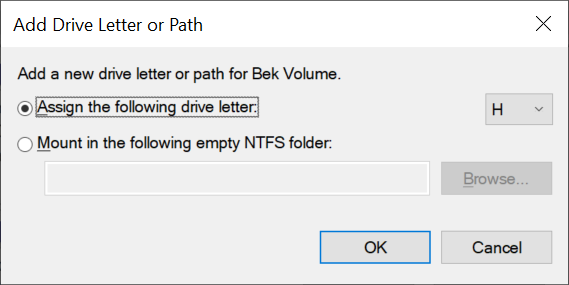 Add Drive Letter or Path
Add a new drive letter or path for Bek Volume.
Assign the following drive letter:
H
Mount in the following empty NTFS folder:
Browse...
OK
Cancel